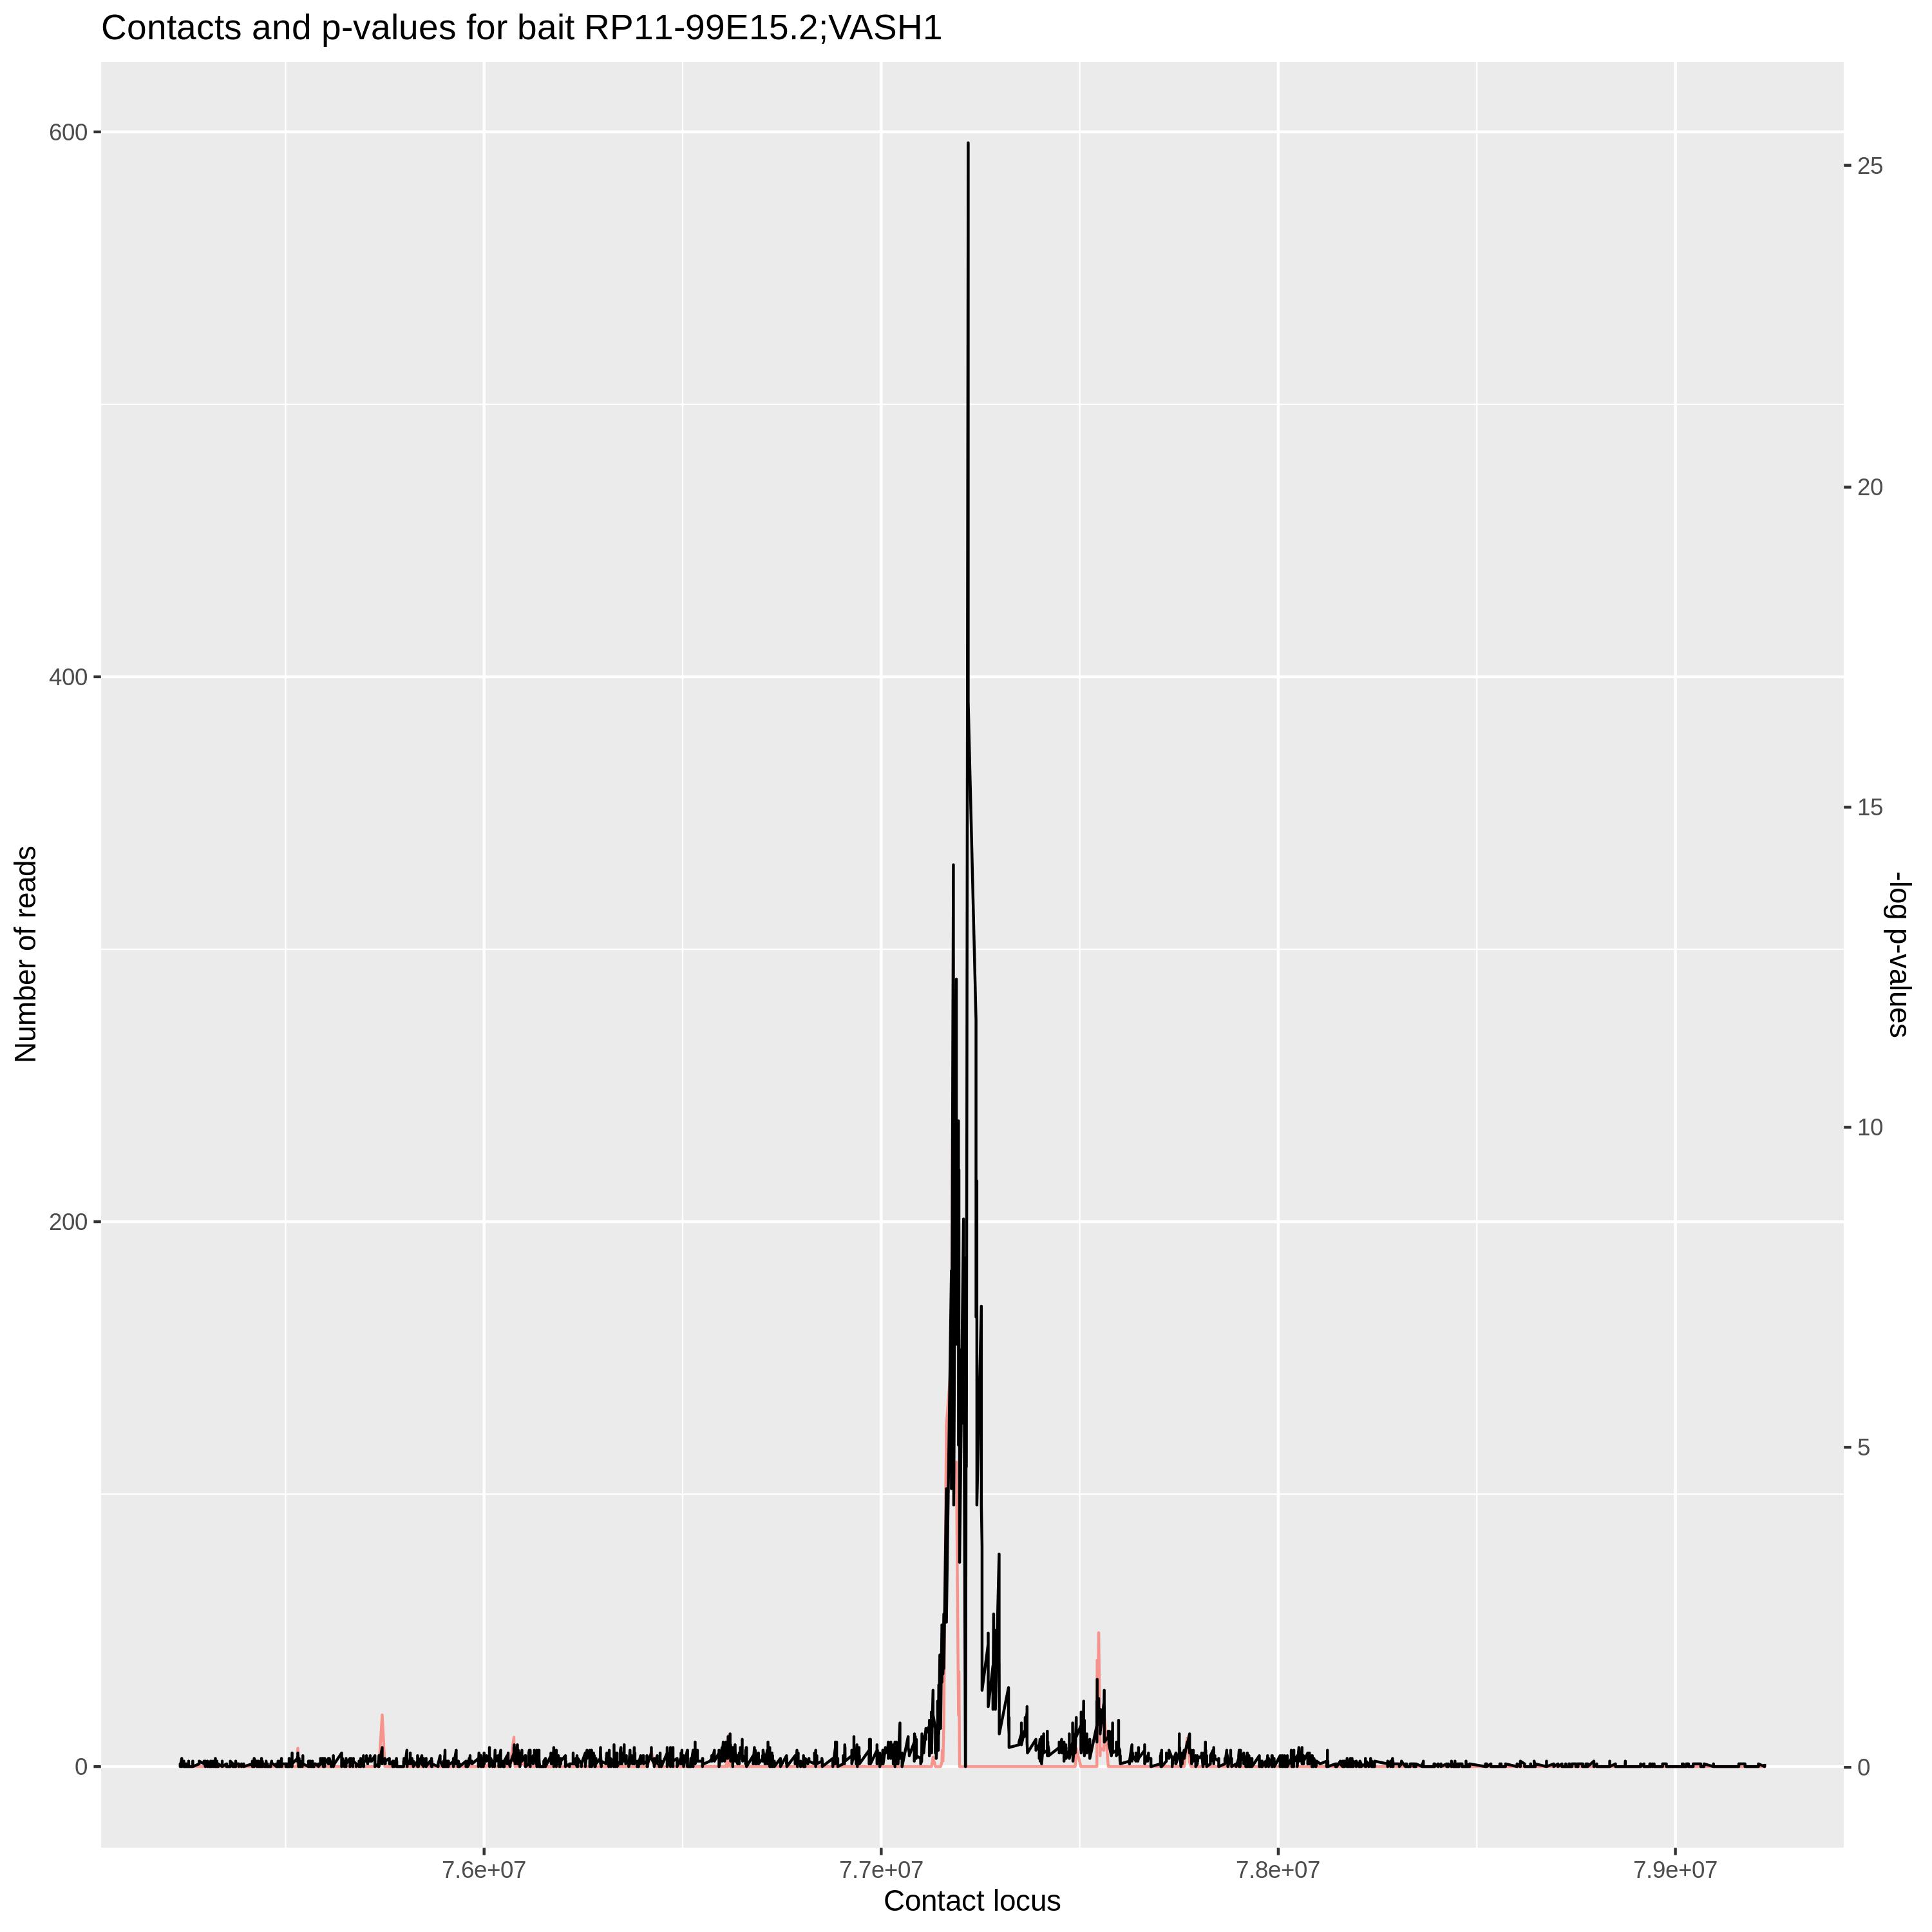 Contacts and p-values for bait RP11-99E15.2;VASH1
600
400
200
0
Number of reads
25
20
15
10
5
0
-log p-values
7.6e+07
7.7e+07
7.8e+07
7.9e+07
Contact locus